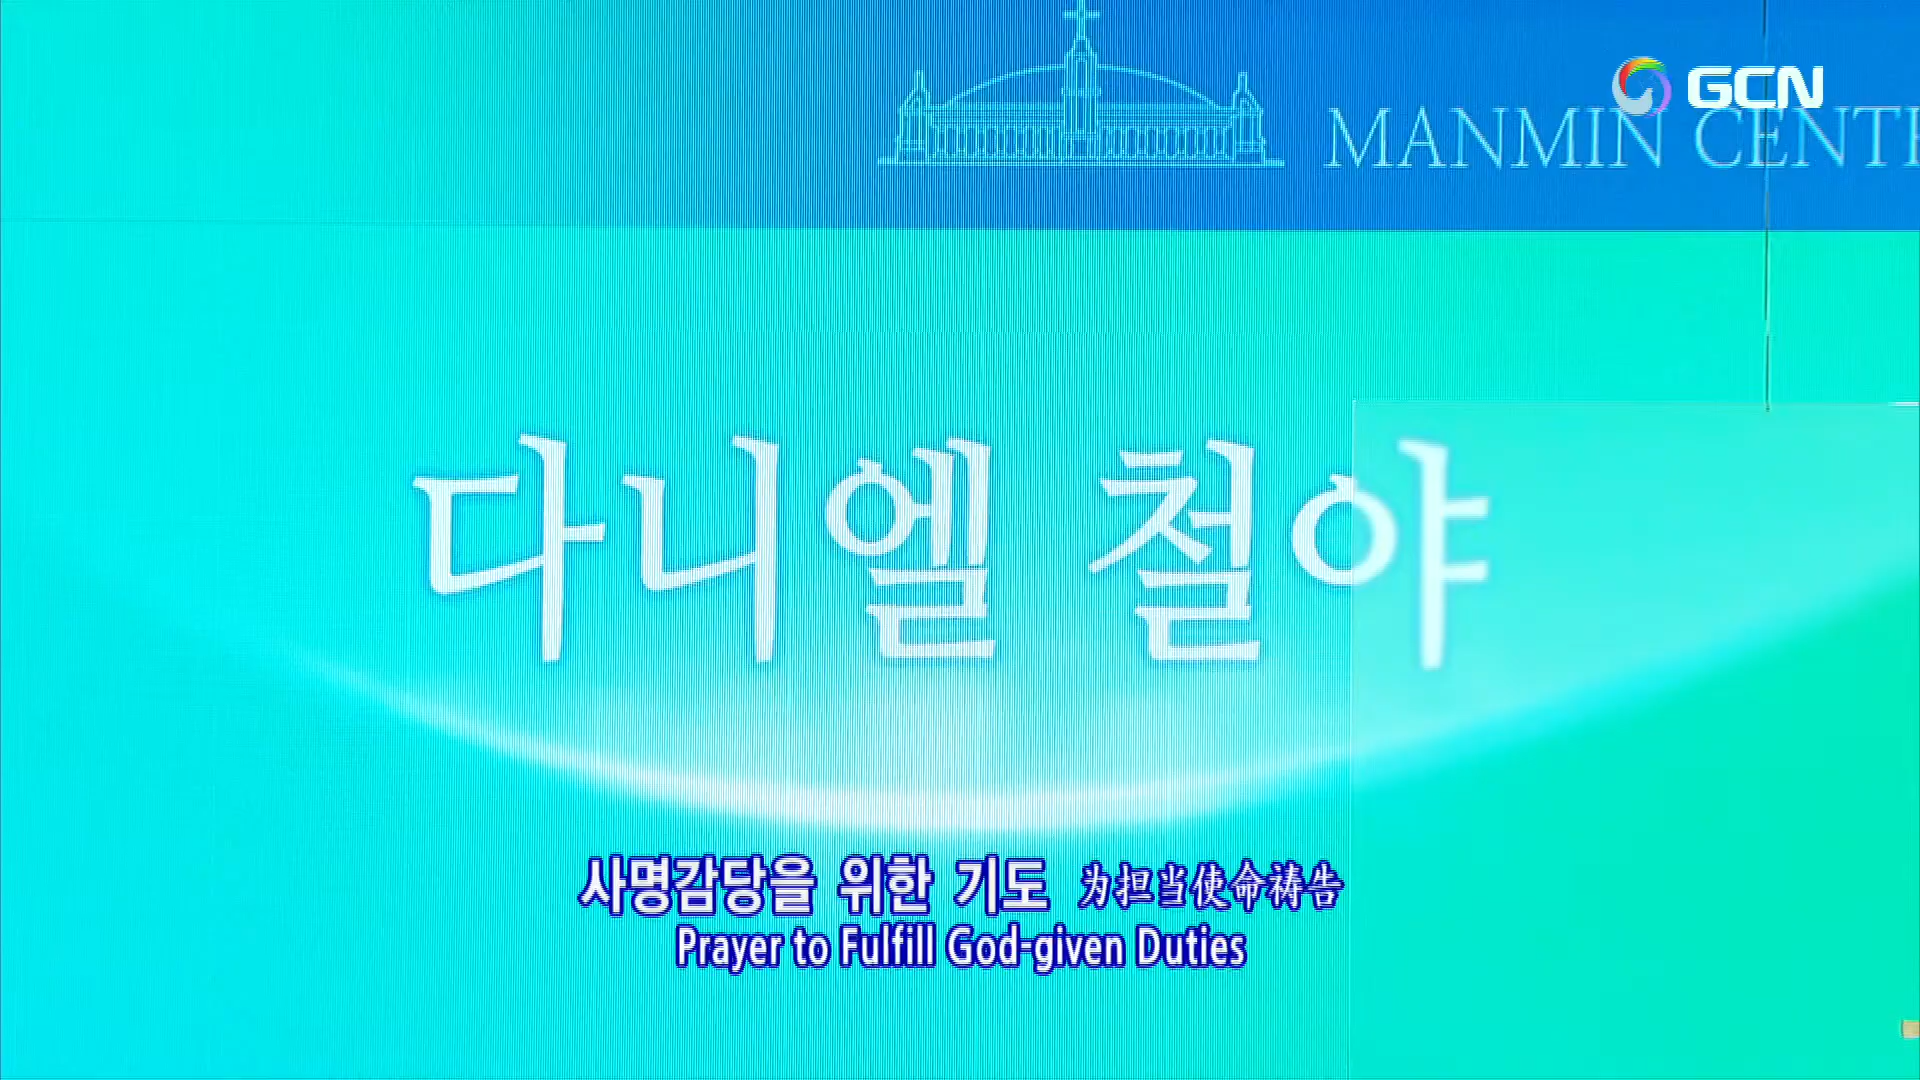 GCN
MANMIN CENT
다니엘 철야
사명감당을 위한 기도 为担当使命祷告
Prayer to Fulfill God-given Duties